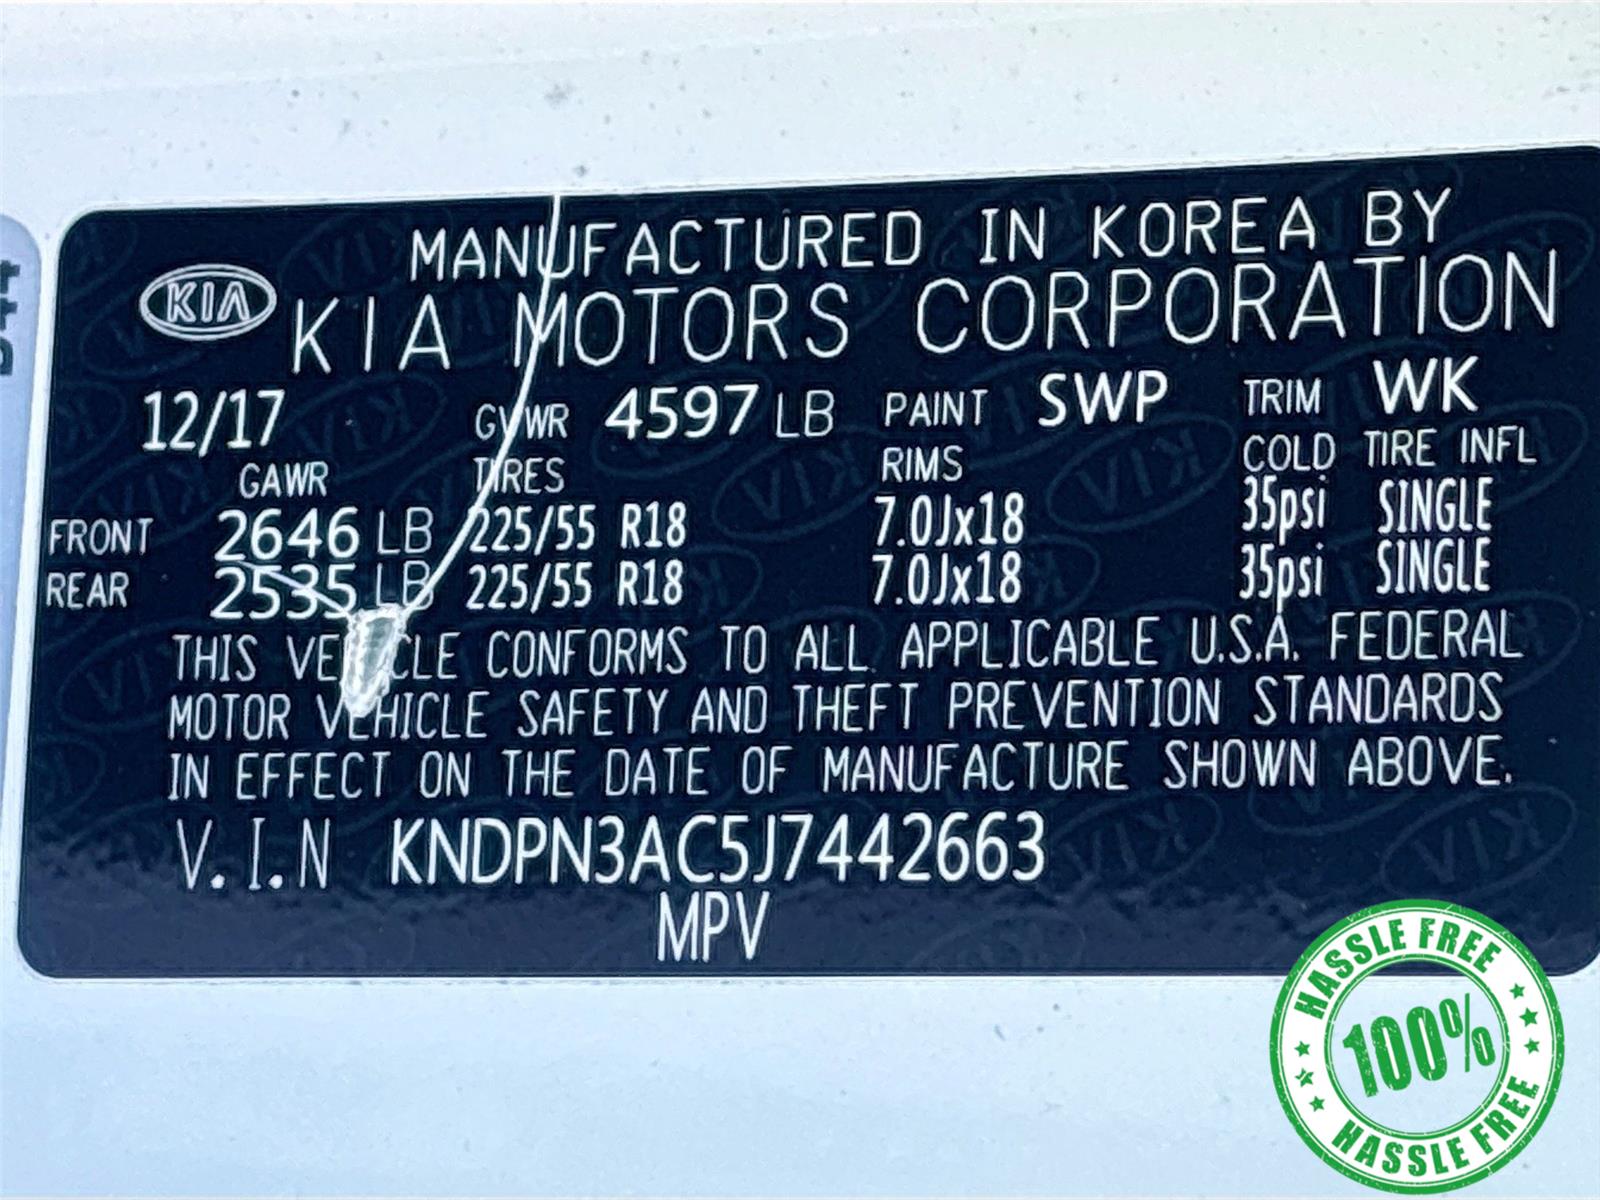 MANUFACTURED IN KOREA BY
KIA KIA MOTORS CORPORATION
12/17 GVWR 4597 LB PAINT SWP TRIM WK
GAWR TIRES RIMS COLD TIRE INFL
FRONT 2646 LB 225/55 R18 7.0Jx18 35psi SINGLE
REAR 2535 LB 225/55 R18 7.0Jx18 35psi SINGLE
THIS VEHICLE CONFORMS TO ALL APPLICABLE U.S.A. FEDERAL
MOTOR VEHICLE SAFETY AND THEFT PREVENTION STANDARDS
IN EFFECT ON THE DATE OF MANUFACTURE SHOWN ABOVE.
V.I.N KNDPN3AC5J7442663
MPV
HASSLE FREE
100%
HASSLE FREE